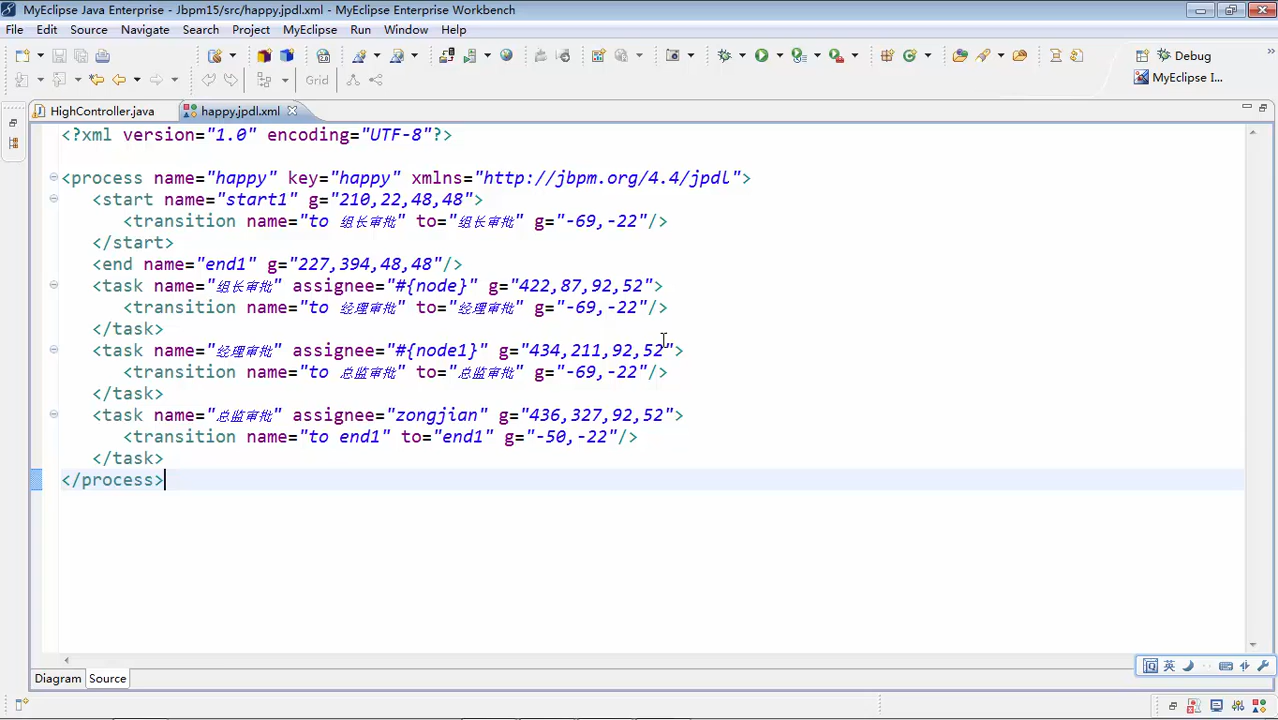 MyEclipse Java Enterprise - Jbpm15/src/happy.jpdl.xml - MyEclipse Enterprise Workbench
File Edit Source Navigate Search Project MyEclipse Run Window Help
Debug
Grid
MyEclipse I...
HighController.java happy.jpdl.xml
<?xml version="1.0" encoding="UTF-8"?>
<process name="happy" key="happy" xmlns="http://jbpm.org/4.4/jpdl">
<start name="start1" g="210,22,48,48">
<transition name="to 组长审批" to="组长审批" g="-69,-22"/>
</start>
<end name="end1" g="227,394,48,48"/>
<task name="组长审批" assignee="#{node}" g="422,87,92,52">
<transition name="to 经理审批" to="经理审批" g="-69,-22"/>
</task>
<task name="经理审批" assignee="#{node1}" g="434,211,92,52">
<transition name="to 总监审批" to="总监审批" g="-69,-22"/>
</task>
<task name="总监审批" assignee="zongjian" g="436,327,92,52">
<transition name="to end1" to="end1" g="-50,-22"/>
</task>
</process>
英
Diagram Source